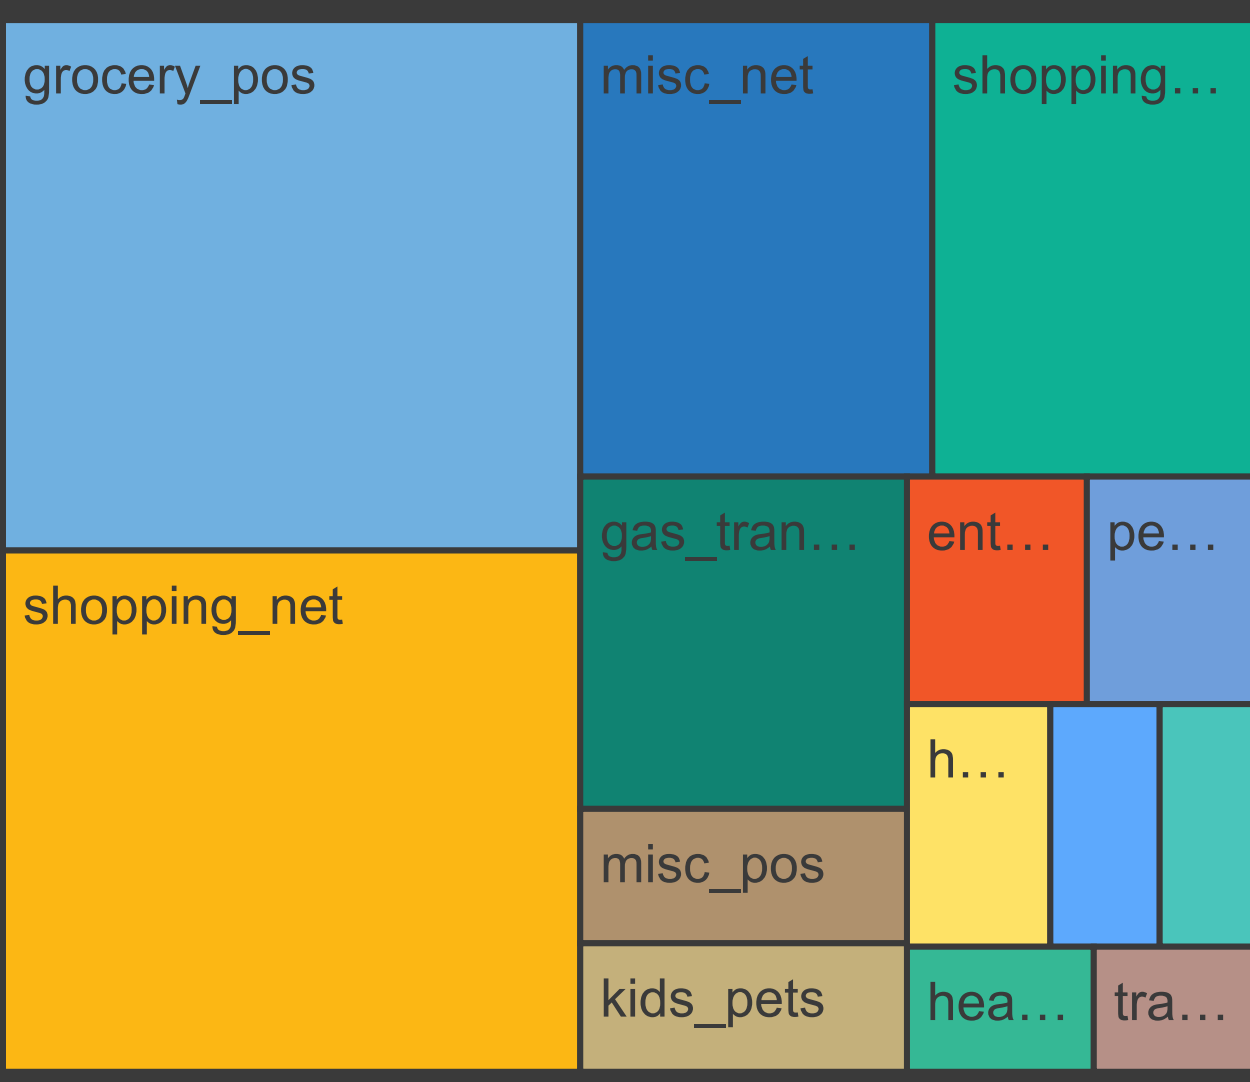 grocery_pos
misc_net
shopping…
shopping_net
gas_tran…
ent…
pe…
h…
misc_pos
kids_pets
hea…
tra…